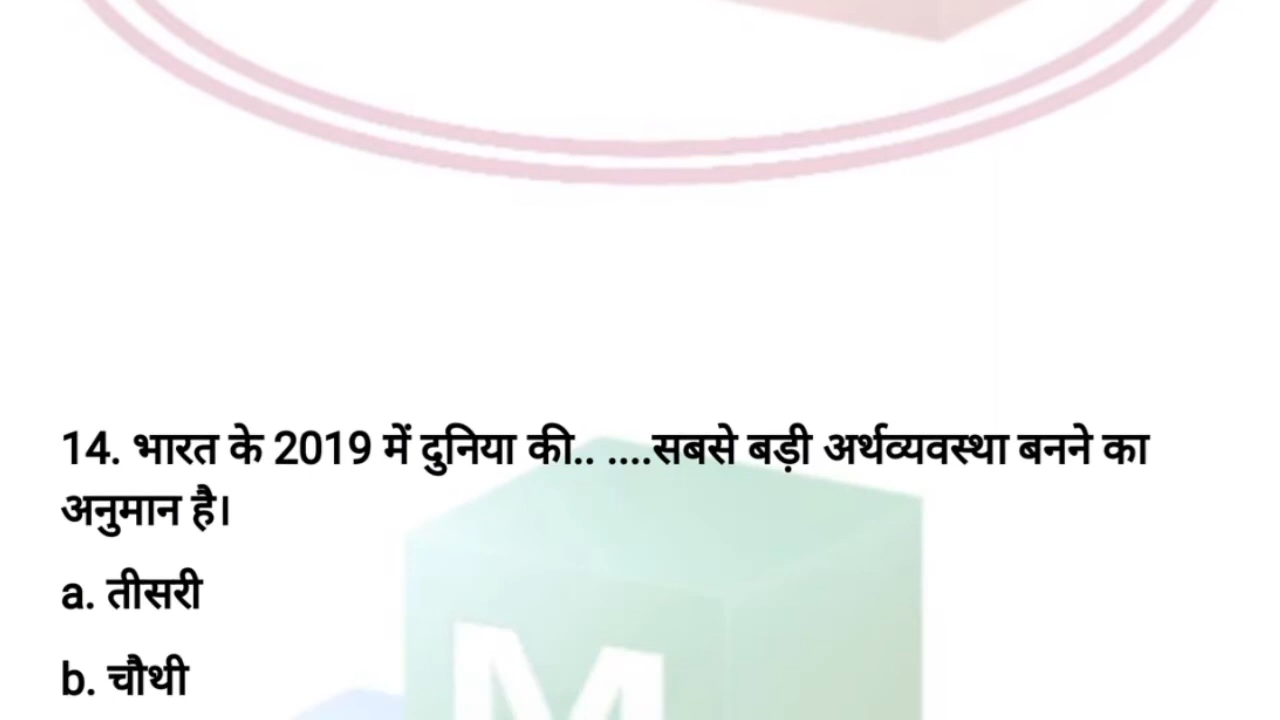 14. भारत के 2019 में दुनिया की.. ....सबसे बड़ी अर्थव्यवस्था बनने का
अनुमान है।
a. तीसरी
b. चौथी
M